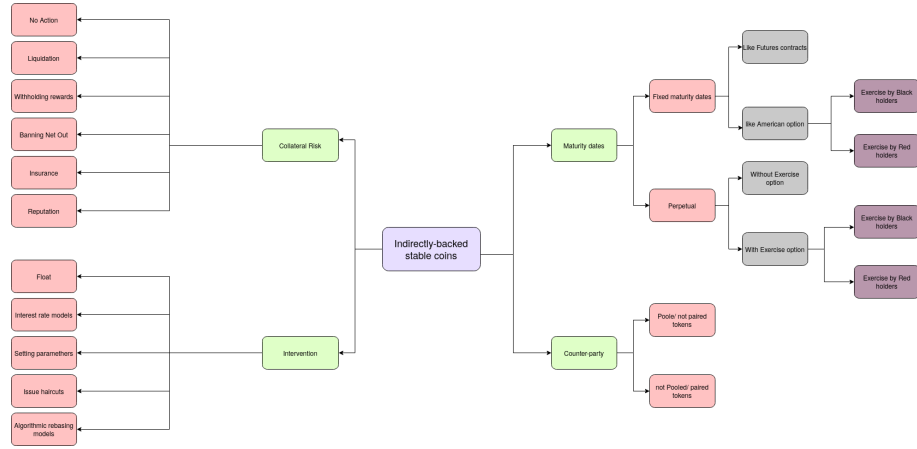 No Action
Liquidation
Withholding rewards
Banning Net Out
Insurance
Reputation
Collateral Risk
Float
Interest rate models
Setting paramethers
Issue haircuts
Algorithmic rebasing
models
Intervention
Indirectly-backed
stable coins
Maturity dates
Fixed maturity dates
Like Futures contracts
like American option
Exercise by Black
holders
Exercise by Red
holders
Perpetual
Without Exercise
option
With Exercise option
Exercise by Black
holders
Exercise by Red
holders
Counter-party
Poole/ not paired
tokens
not Pooled/ paired
tokens